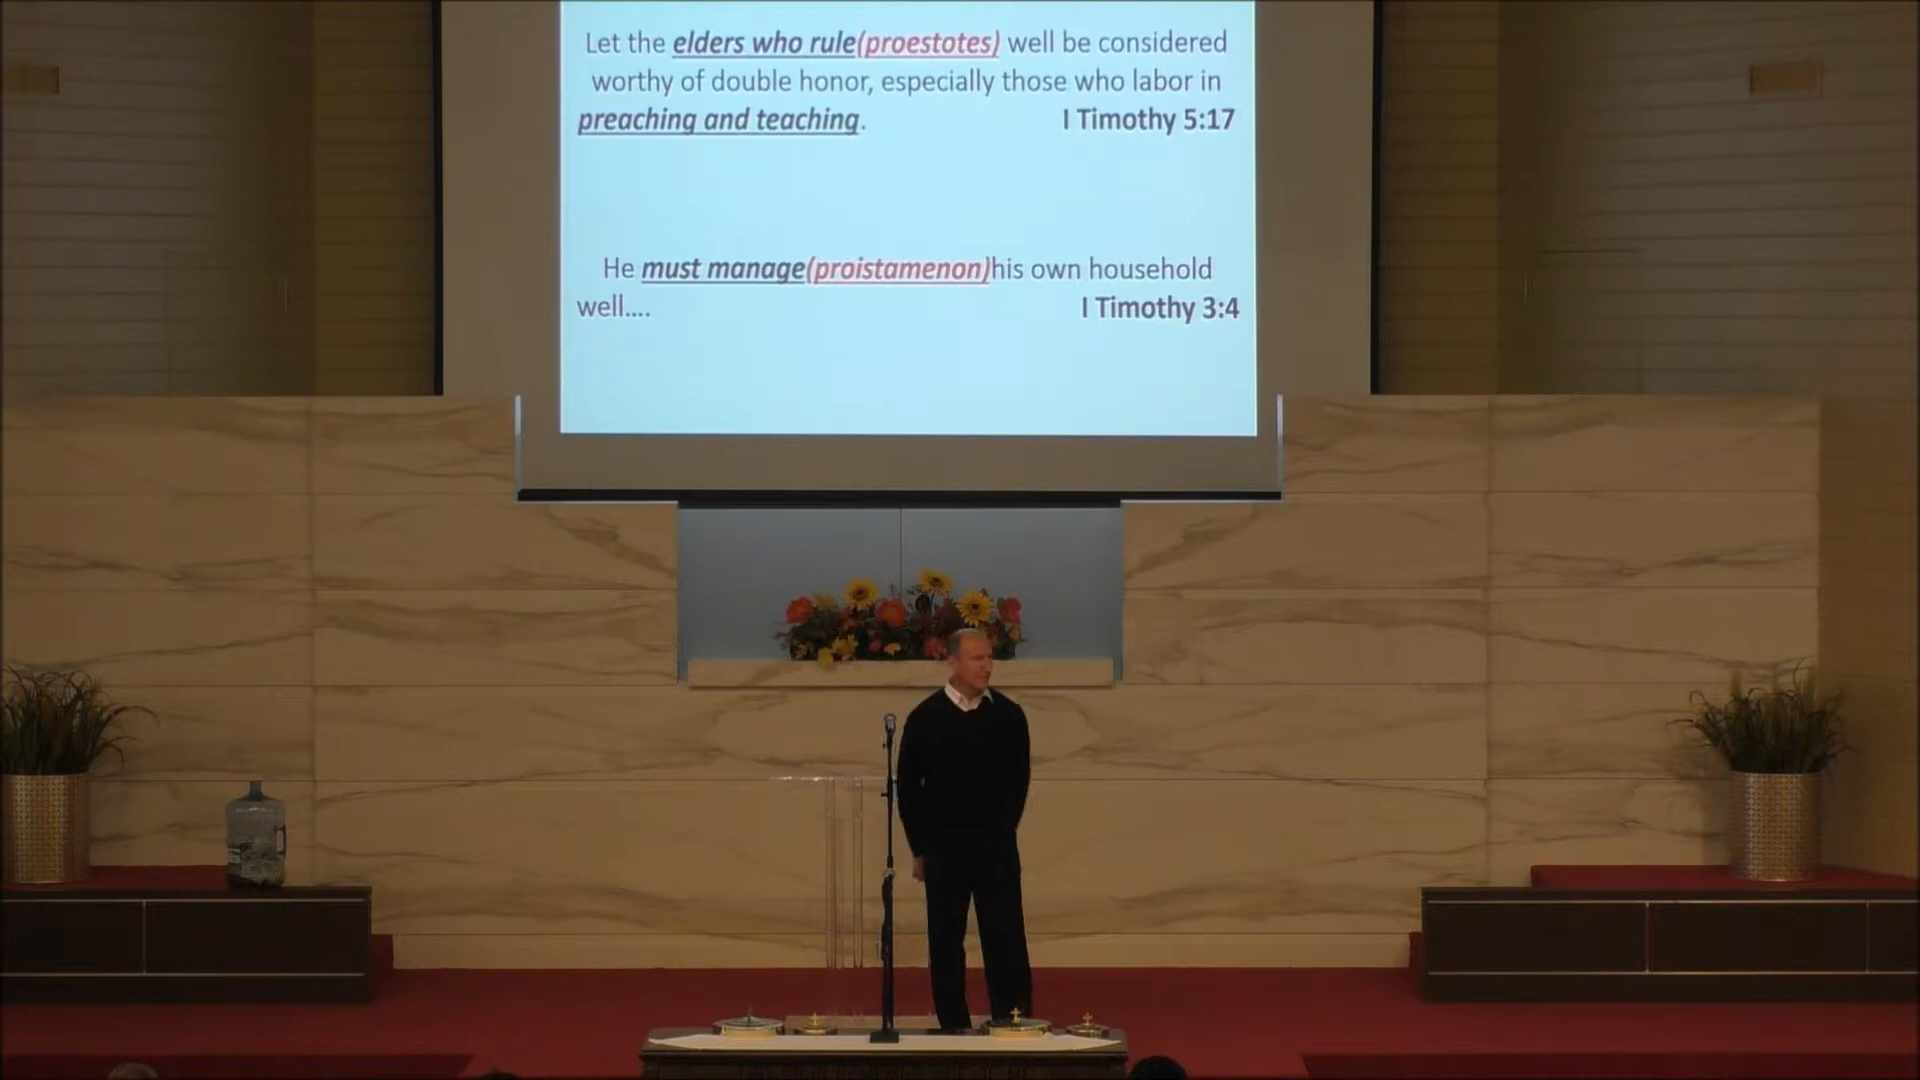 Let the elders who rule(proestotes) well be considered
worthy of double honor, especially those who labor in
preaching and teaching. I Timothy 5:17
He must manage(proistamenon)his own household
well.... I Timothy 3:4